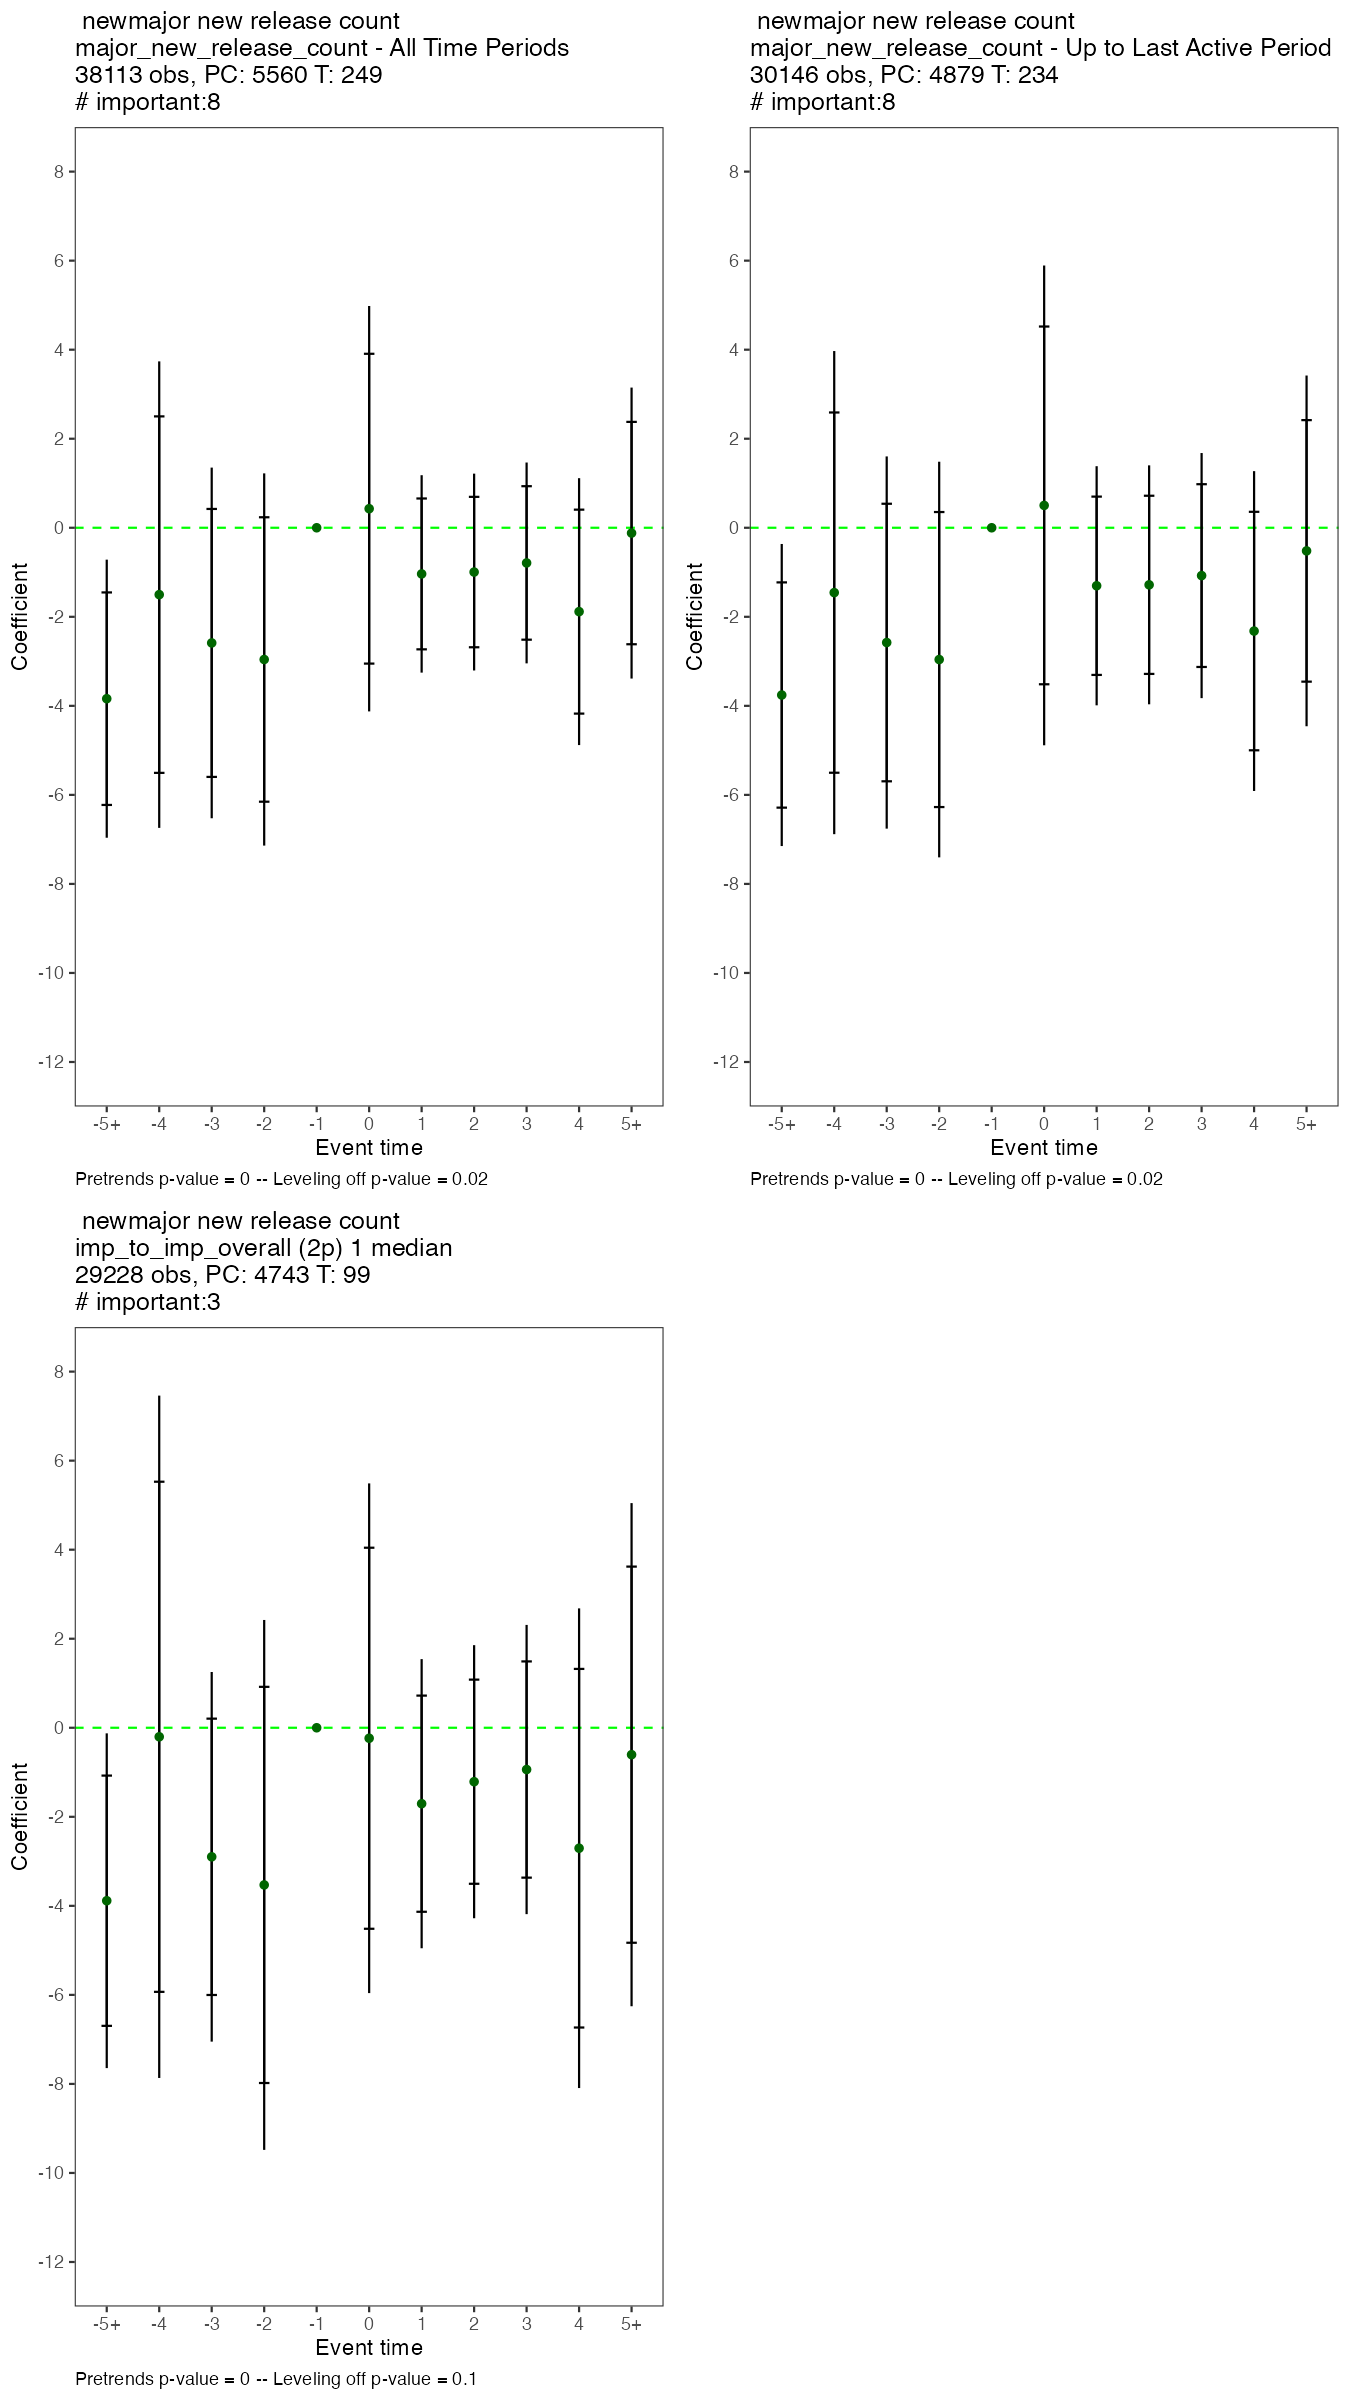 newmajor new release count
major_new_release_count - All Time Periods
38113 obs, PC: 5560 T: 249
# important:8
8
6
4
2
0
-2
-4
-6
-8
-10
-12
Coefficient
-5+ -4 -3 -2 -1 0 1 2 3 4 5+
Event time
Pretrends p-value = 0 -- Leveling off p-value = 0.02
newmajor new release count
major_new_release_count - Up to Last Active Period
30146 obs, PC: 4879 T: 234
# important:8
8
6
4
2
0
-2
-4
-6
-8
-10
-12
Coefficient
-5+ -4 -3 -2 -1 0 1 2 3 4 5+
Event time
Pretrends p-value = 0 -- Leveling off p-value = 0.02
newmajor new release count
imp_to_imp_overall (2p) 1 median
29228 obs, PC: 4743 T: 99
# important:3
8
6
4
2
0
-2
-4
-6
-8
-10
-12
Coefficient
-5+ -4 -3 -2 -1 0 1 2 3 4 5+
Event time
Pretrends p-value = 0 -- Leveling off p-value = 0.1